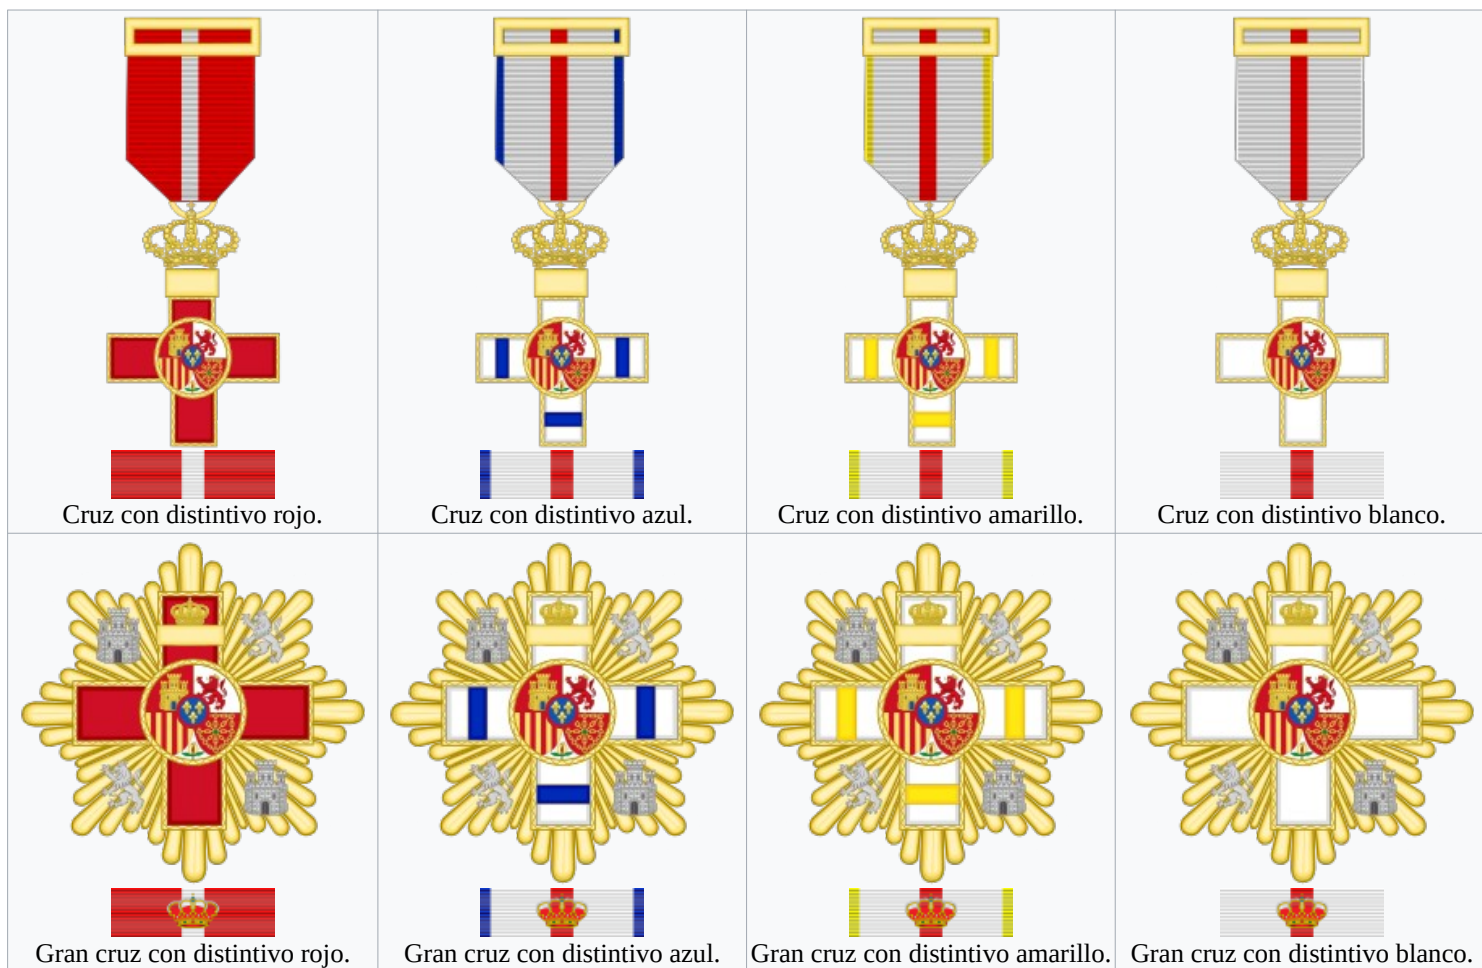 Cruz con distintivo rojo.
Cruz con distintivo azul.
Cruz con distintivo amarillo.
Cruz con distintivo blanco.
Gran cruz con distintivo rojo.
Gran cruz con distintivo azul.
Gran cruz con distintivo amarillo.
Gran cruz con distintivo blanco.